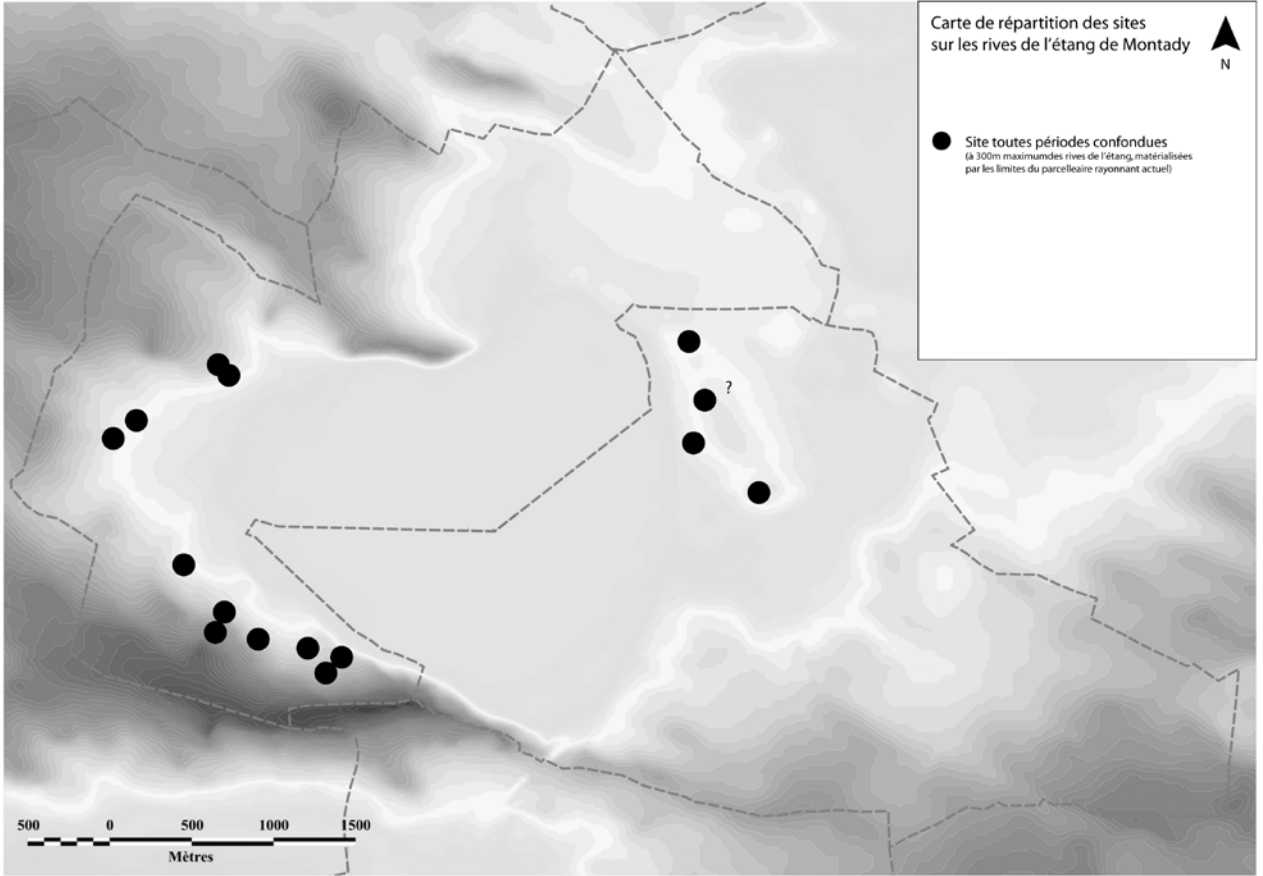 Carte de répartition des sites
sur les rives de l'étang de Montady
N
Site toutes périodes confondues
(à 300m maximumdes rives de l'étang, matérialisées
par les limites du parcelleaire rayonnant actuel)
?
500 0 500 1000 1500
Mètres